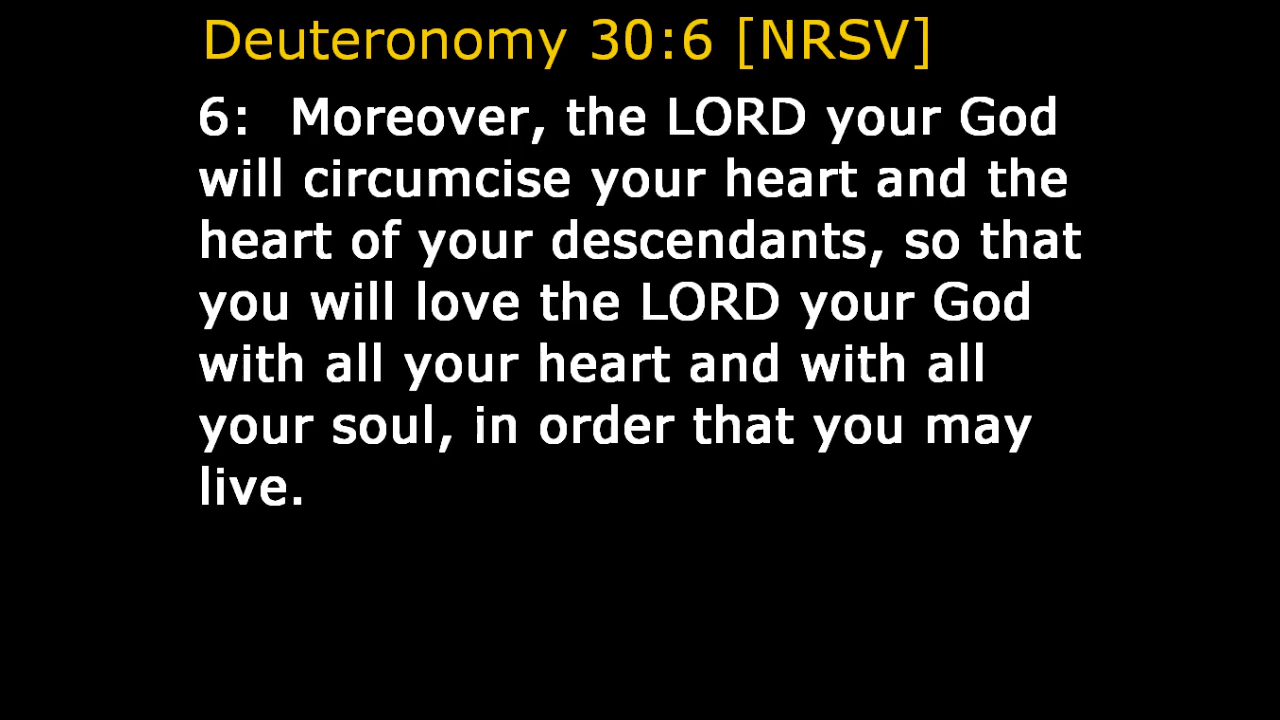 Deuteronomy 30:6 [NRSV]
6: Moreover, the LORD your God
will circumcise your heart and the
heart of your descendants, so that
you will love the LORD your God
with all your heart and with all
your soul, in order that you may
live.